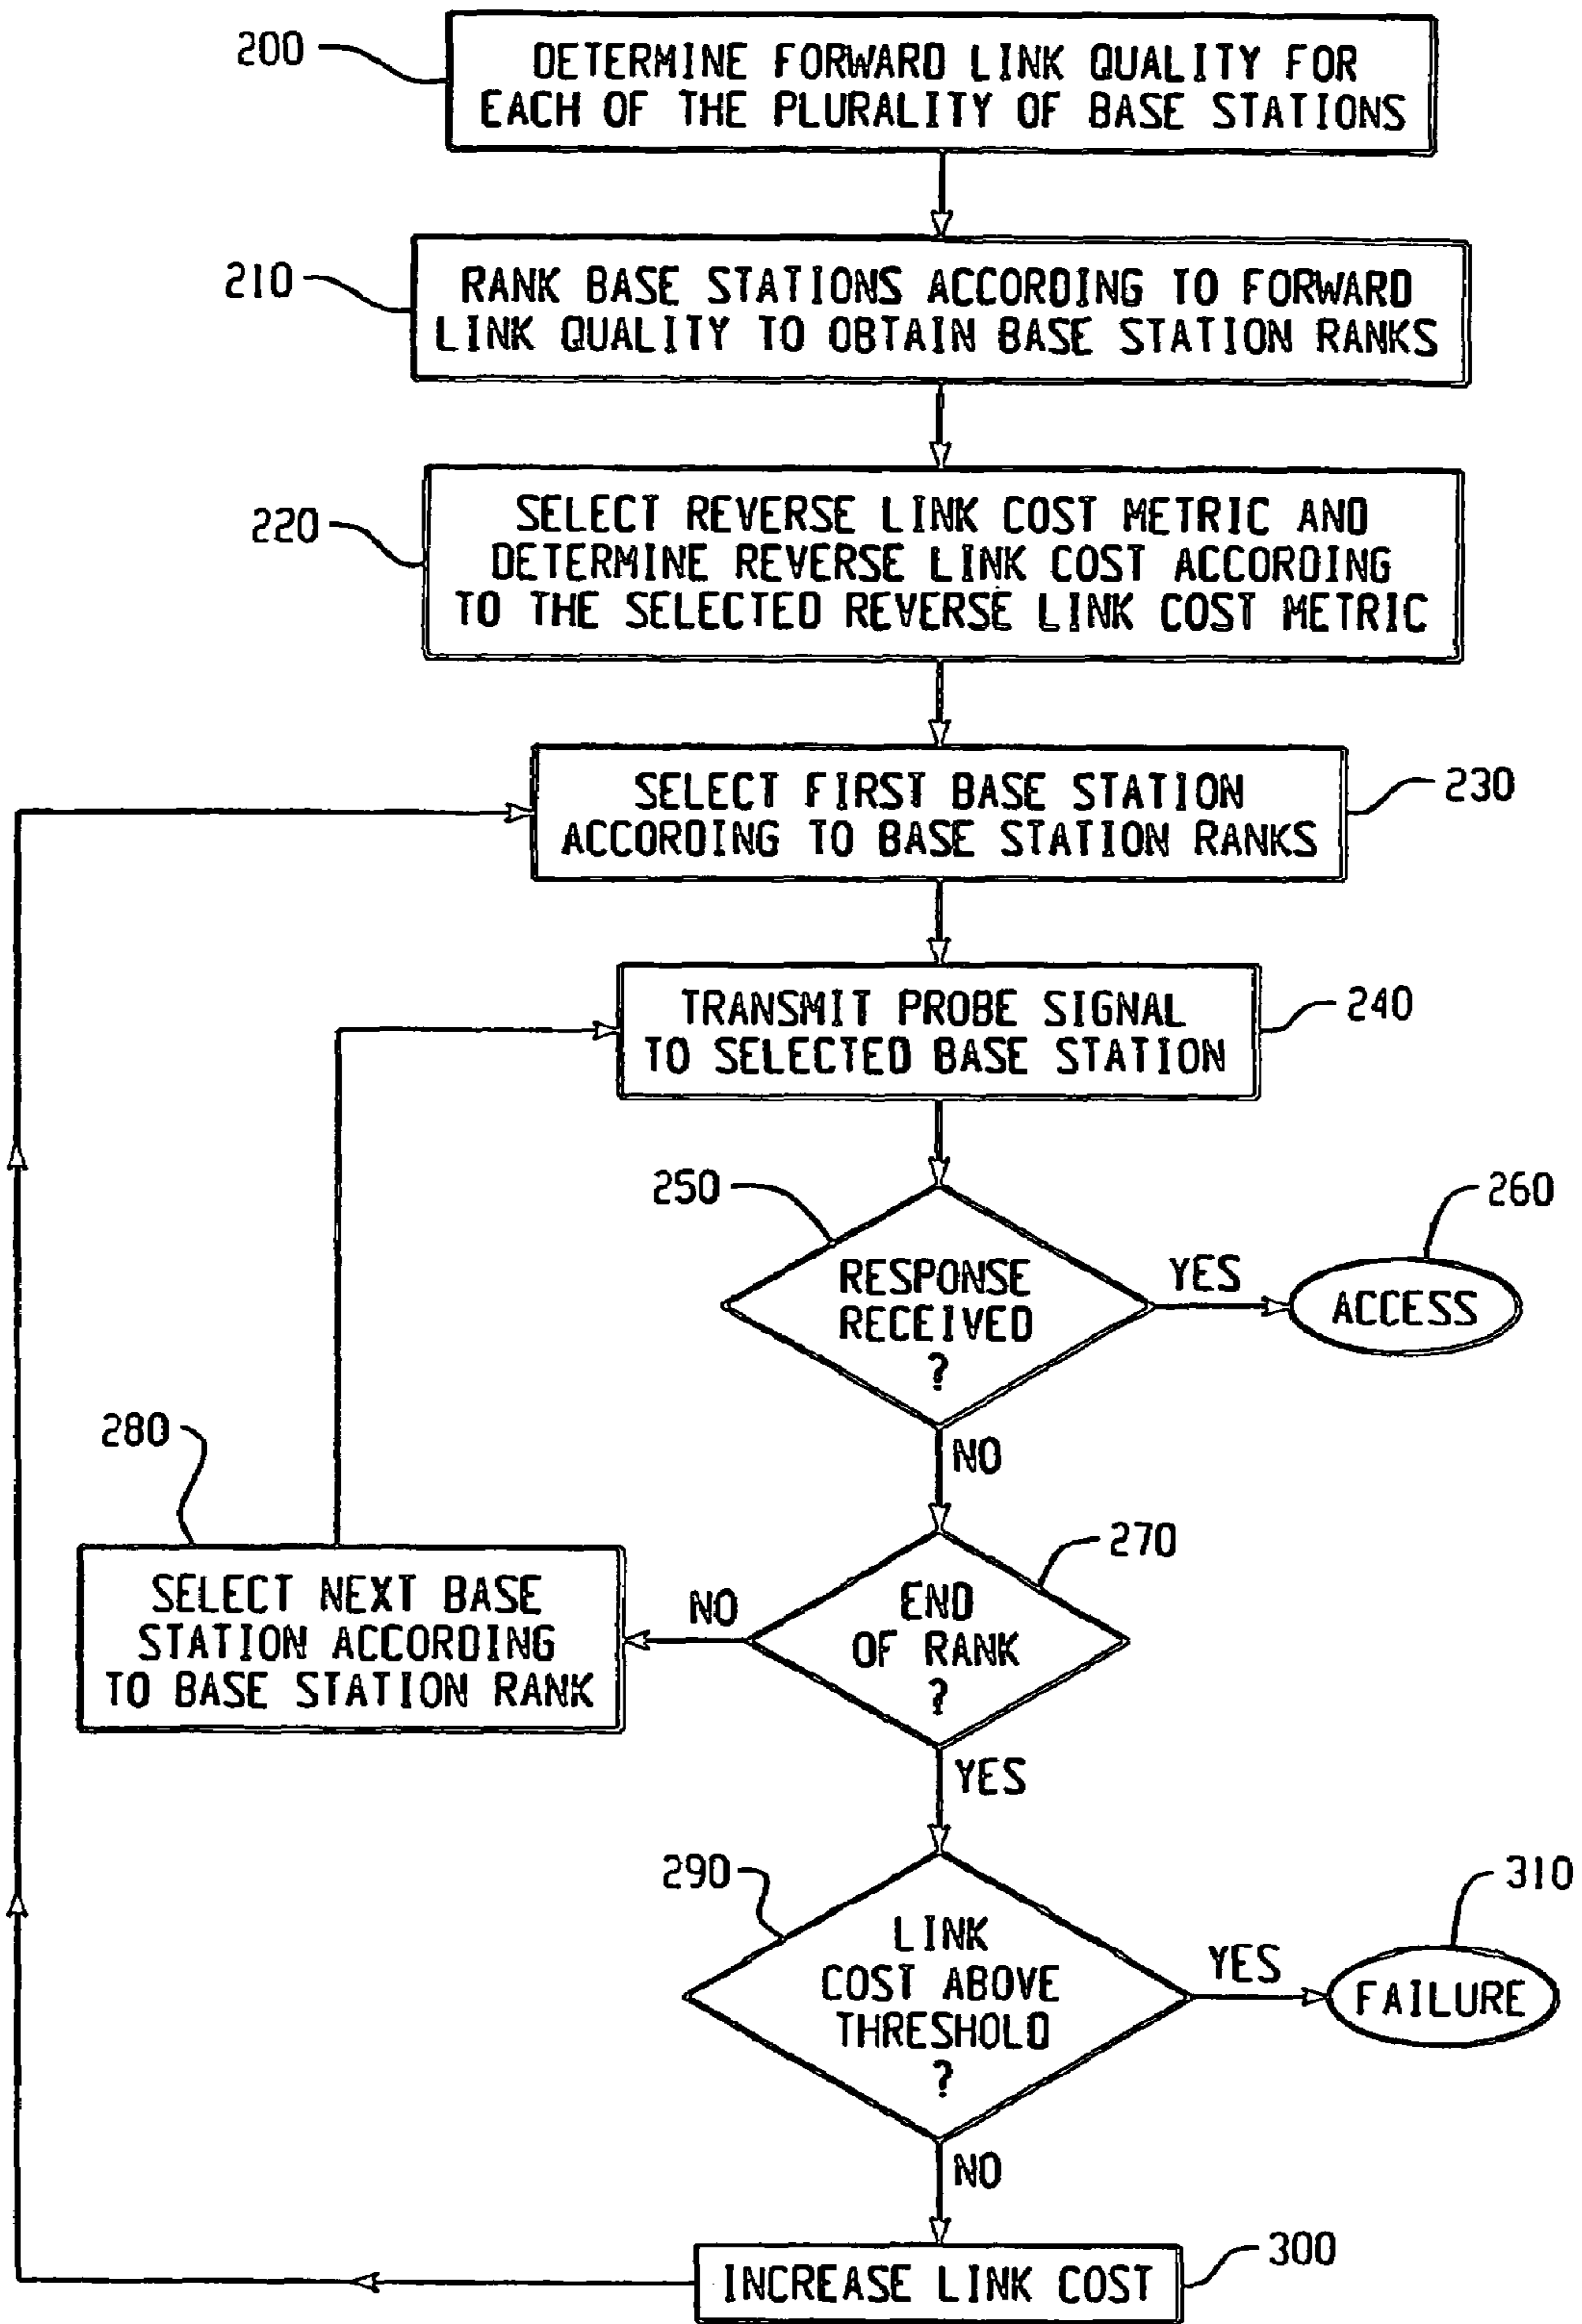 200
DETERMINE FORWARD LINK QUALITY FOR
EACH OF THE PLURALITY OF BASE STATIONS
210
RANK BASE STATIONS ACCORDING TO FORWARD
LINK QUALITY TO OBTAIN BASE STATION RANKS
220
SELECT REVERSE LINK COST METRIC AND
DETERMINE REVERSE LINK COST ACCORDING
TO THE SELECTED REVERSE LINK COST METRIC
230
SELECT FIRST BASE STATION
ACCORDING TO BASE STATION RANKS
240
TRANSMIT PROBE SIGNAL
TO SELECTED BASE STATION
250
RESPONSE
RECEIVED
?
YES
260
ACCESS
NO
270
END
OF RANK
?
NO
280
SELECT NEXT BASE
STATION ACCORDING
TO BASE STATION RANK
YES
290
LINK
COST ABOVE
THRESHOLD
?
YES
310
FAILURE
NO
300
INCREASE LINK COST